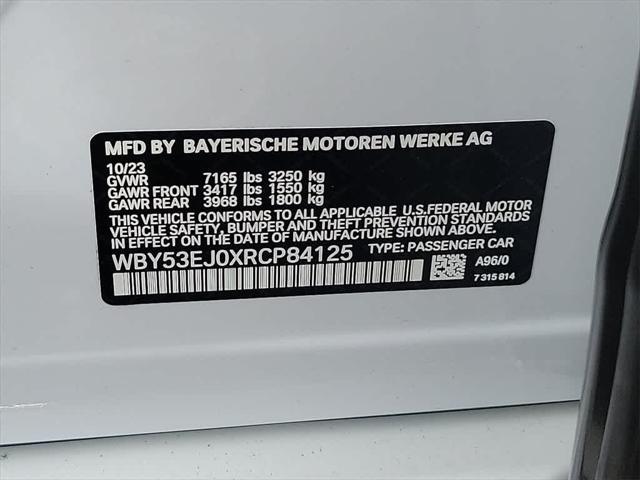 MFD BY BAYERISCHE MOTOREN WERKE AG
10/23
GVWR 7165 lbs 3250 kg
GAWR FRONT 3417 lbs 1550 kg
GAWR REAR 3968 lbs 1800 kg
THIS VEHICLE CONFORMS TO ALL APPLICABLE U.S.FEDERAL MOTOR
VEHICLE SAFETY, BUMPER AND THEFT PREVENTION STANDARDS
IN EFFECT ON THE DATE OF MANUFACTURE SHOWN ABOVE.
WBY53EJ0XRCP84125 TYPE: PASSENGER CAR
A96/0
7 315 814